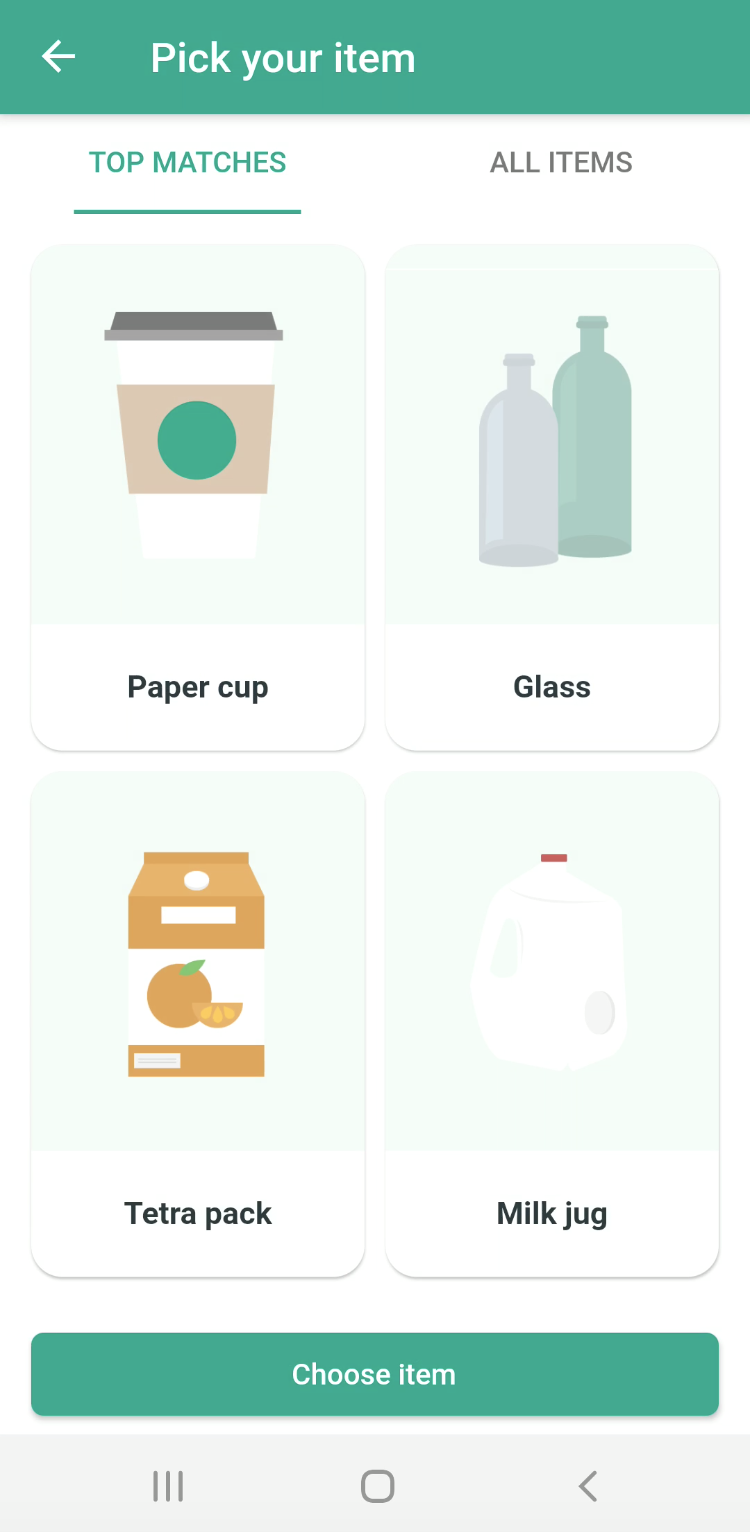 Pick your item
TOP MATCHES
ALL ITEMS
Paper cup
Glass
Tetra pack
Milk jug
Choose item